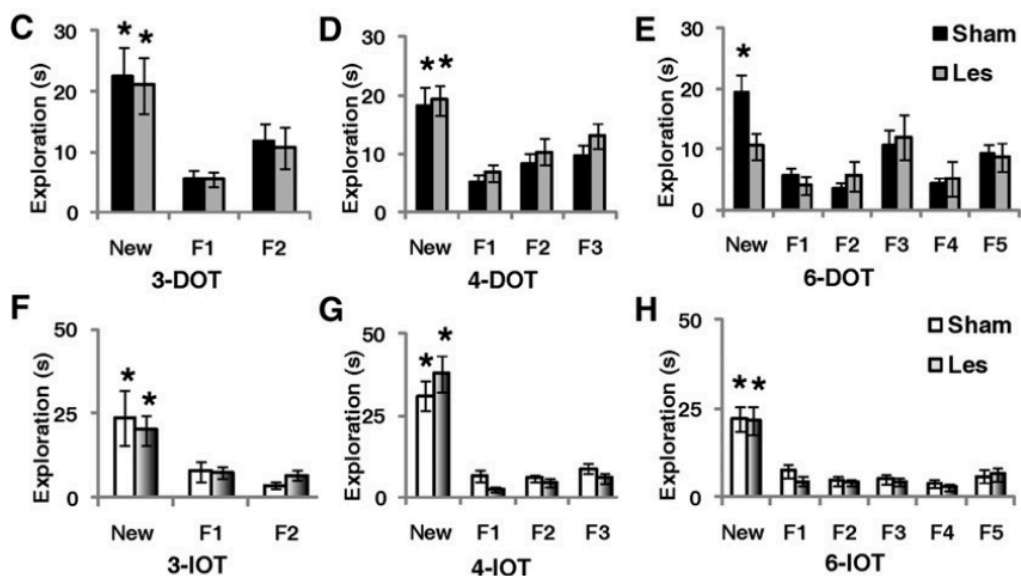 C
Exploration (s)
30
20
10
0
* *
New F1 F2
3-DOT
D
Exploration (s)
30
20
10
0
* *
New F1 F2 F3
4-DOT
E
Exploration (s)
30
20
10
0
*
Sham
Les
New F1 F2 F3 F4 F5
6-DOT
F
Exploration (s)
50
25
0
* *
New F1 F2
3-IOT
G
Exploration (s)
50
25
0
* *
New F1 F2 F3
4-IOT
H
Exploration (s)
50
25
0
* *
Sham
Les
New F1 F2 F3 F4 F5
6-IOT